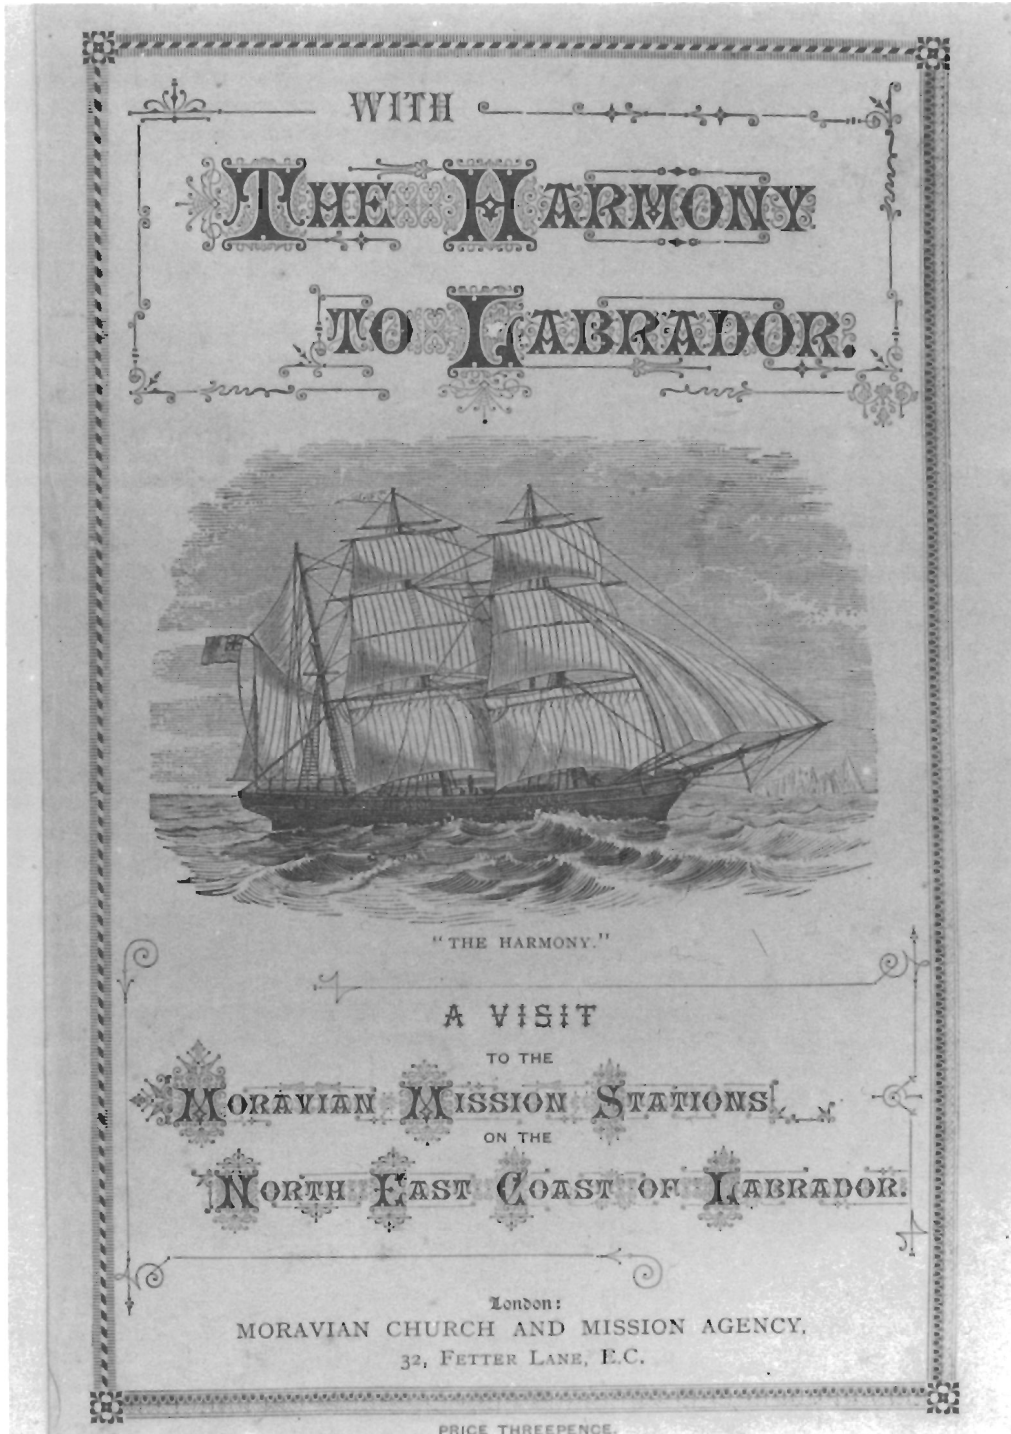 WITH
THE HARMONY
TO LABRADOR.
"THE HARMONY."
A VISIT
TO THE
MORAVIAN MISSION STATIONS
ON THE
NORTH EAST COAST OF LABRADOR.
London:
MORAVIAN CHURCH AND MISSION AGENCY,
32, FETTER LANE, E.C.
PRICE THREEPENCE.